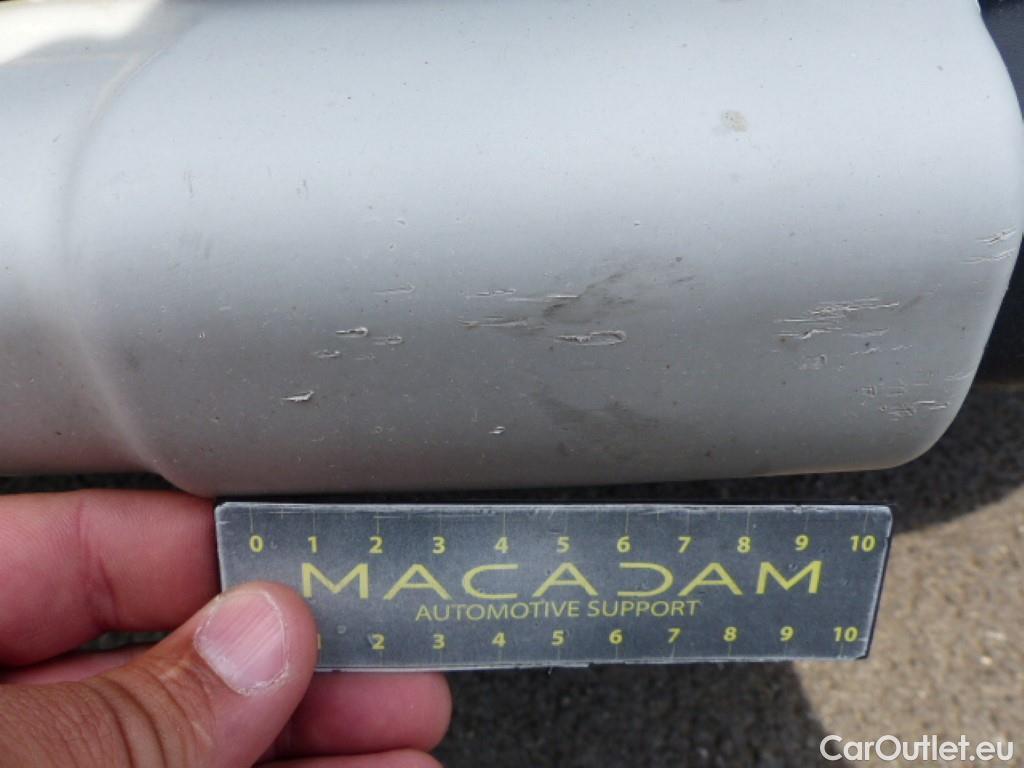 0 1 2 3 4 5 6 7 8 9 10
MACADAM
AUTOMOTIVE SUPPORT
1 2 3 4 5 6 7 8 9 10
CarOutlet.eu